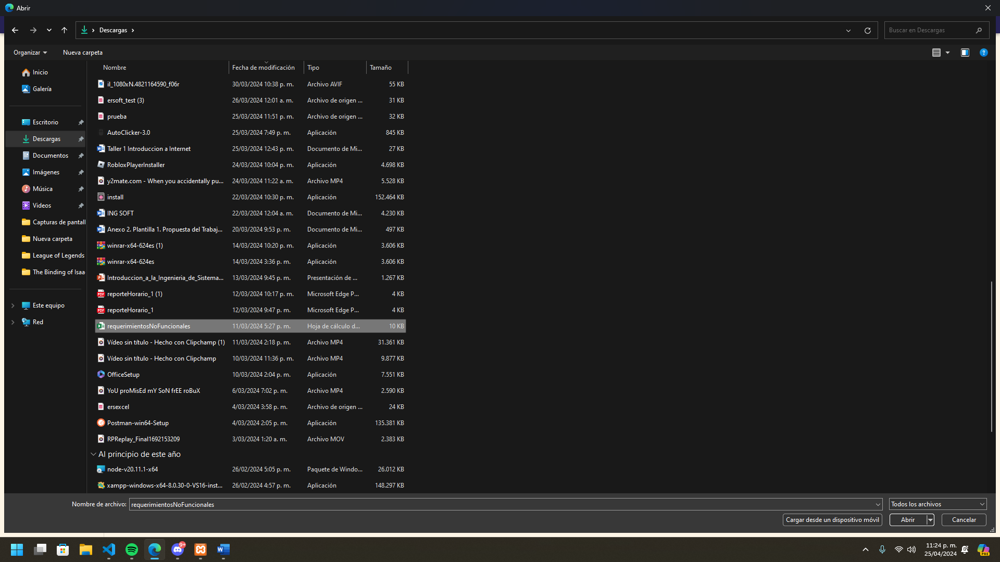 Abrir
Descargas
Buscar en Descargas
Organizar
Nueva carpeta
Inicio
Galería
Escritorio
Descargas
Documentos
Imágenes
Música
Videos
Capturas de pantall
Nueva carpeta
League of Legends
The Binding of Isaa
Este equipo
Red
Nombre Fecha de modificación Tipo Tamaño
il_1080xN.4821164590_f06r 30/03/2024 10:38 p. m. Archivo AVIF 55 KB
ersoft_test (3) 26/03/2024 12:01 a. m. Archivo de origen ... 31 KB
prueba 25/03/2024 11:51 p. m. Archivo de origen ... 32 KB
AutoClicker-3.0 25/03/2024 7:49 p. m. Aplicación 845 KB
Taller 1 Introduccion a Internet 25/03/2024 12:43 p. m. Documento de Mi... 27 KB
RobloxPlayerInstaller 24/03/2024 10:04 p. m. Aplicación 4.698 KB
y2mate.com - When you accidentally pu... 24/03/2024 11:22 a. m. Archivo MP4 5.528 KB
install 22/03/2024 10:30 p. m. Aplicación 152.464 KB
ING SOFT 22/03/2024 12:04 a. m. Documento de Mi... 4.230 KB
Anexo 2. Plantilla 1. Propuesta del Trabaj... 20/03/2024 9:53 p. m. Documento de Mi... 497 KB
winrar-x64-624es (1) 14/03/2024 10:20 p. m. Aplicación 3.606 KB
winrar-x64-624es 14/03/2024 3:36 p. m. Aplicación 3.606 KB
Introduccion_a_la_Ingenieria_de_Sistema... 13/03/2024 9:45 p. m. Presentación de ... 1.267 KB
reporteHorario_1 (1) 12/03/2024 10:17 p. m. Microsoft Edge P... 4 KB
reporteHorario_1 12/03/2024 9:47 p. m. Microsoft Edge P... 4 KB
requerimientosNoFuncionales 11/03/2024 5:27 p. m. Hoja de cálculo d... 10 KB
Vídeo sin título - Hecho con Clipchamp (1) 11/03/2024 2:18 p. m. Archivo MP4 31.361 KB
Vídeo sin título - Hecho con Clipchamp 10/03/2024 11:36 p. m. Archivo MP4 9.877 KB
OfficeSetup 10/03/2024 2:04 p. m. Aplicación 7.551 KB
YoU proMisEd mY SoN frEE roBuX 6/03/2024 7:02 p. m. Archivo MP4 2.590 KB
ersexcel 4/03/2024 3:58 p. m. Archivo de origen ... 24 KB
Postman-win64-Setup 4/03/2024 2:05 p. m. Aplicación 135.381 KB
RPReplay_Final1692153209 3/03/2024 1:20 a. m. Archivo MOV 2.383 KB
Al principio de este año
node-v20.11.1-x64 26/02/2024 5:05 p. m. Paquete de Windo... 26.012 KB
xampp-windows-x64-8.0.30-0-VS16-inst... 26/02/2024 4:57 p. m. Aplicación 148.297 KB
Nombre de archivo: requerimientosNoFuncionales Todos los archivos
Cargar desde un dispositivo móvil Abrir Cancelar
9+
11:24 p. m.
25/04/2024
PRE